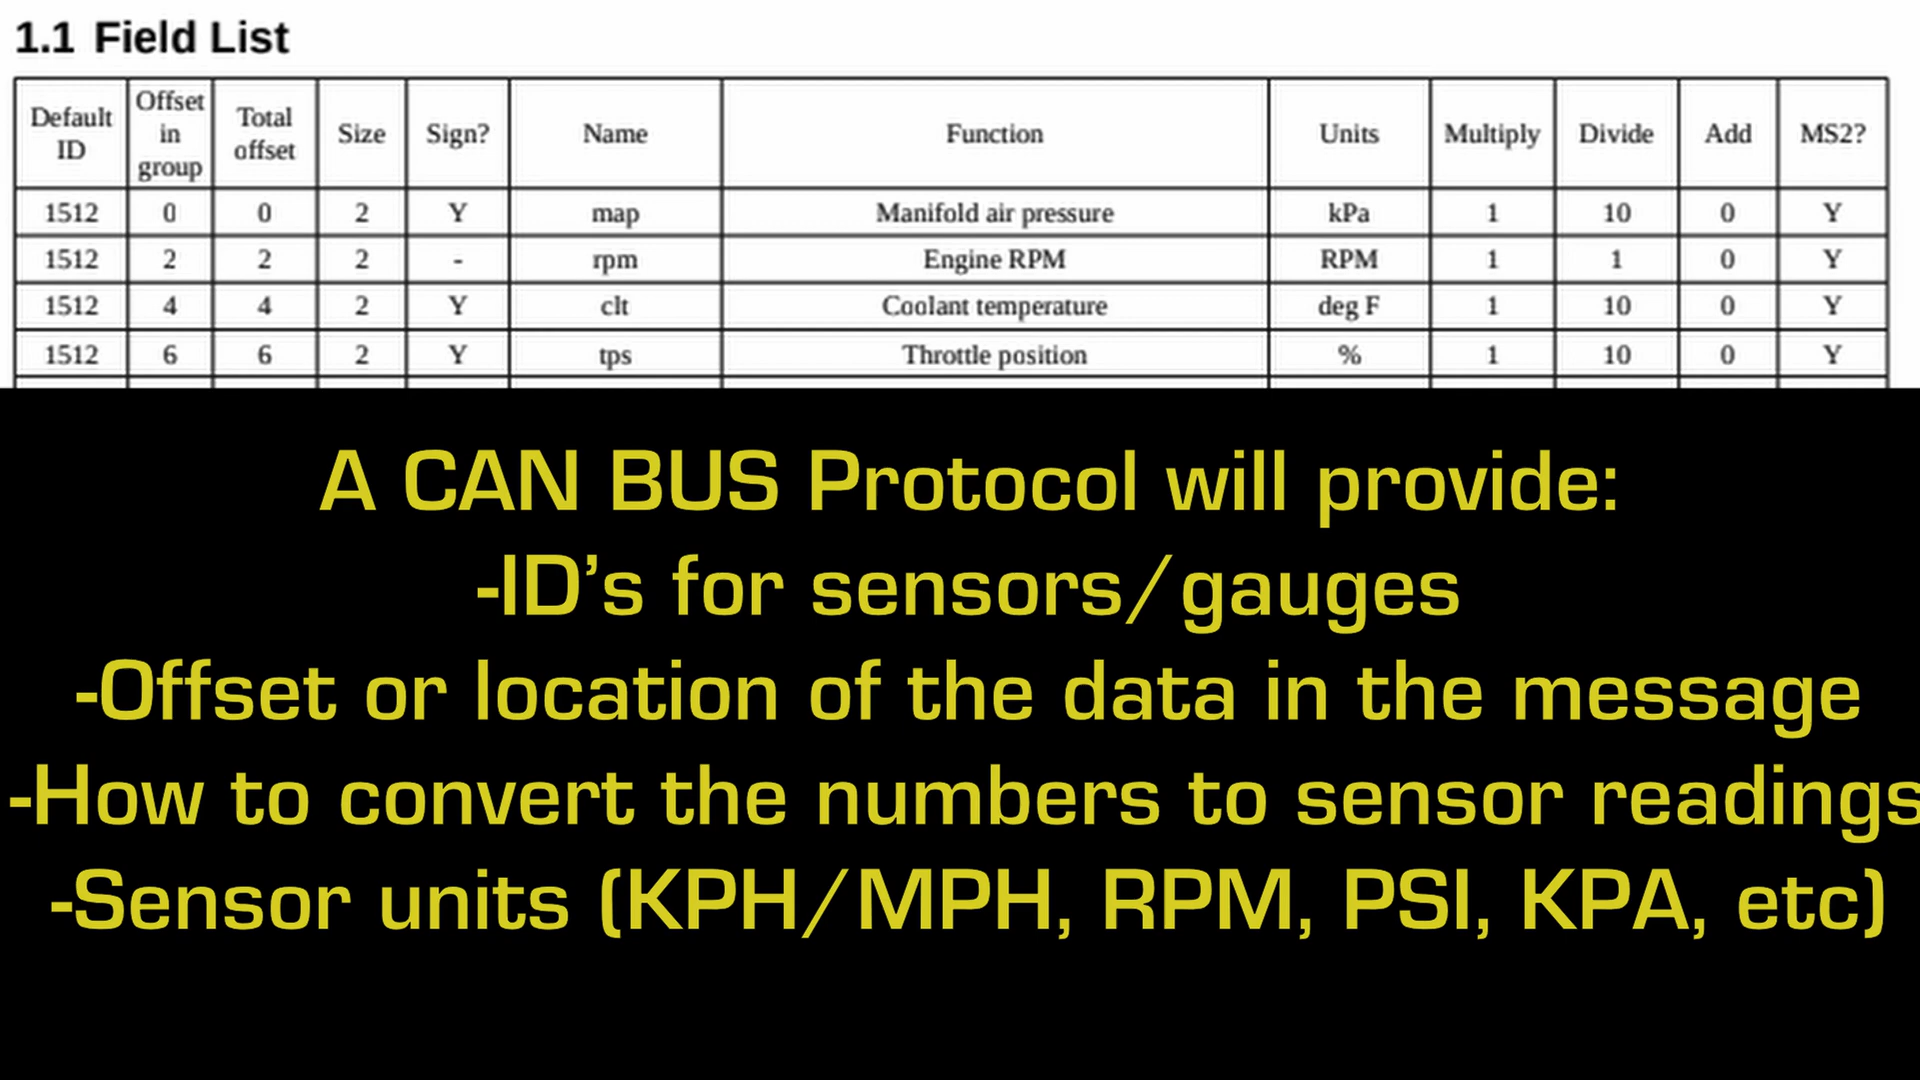 1.1 Field List
Default ID Offset in group Total offset Size Sign? Name Function Units Multiply Divide Add MS2?
1512 0 0 2 Y map Manifold air pressure kPa 1 10 0 Y
1512 2 2 2 - rpm Engine RPM RPM 1 1 0 Y
1512 4 4 2 Y clt Coolant temperature deg F 1 10 0 Y
1512 6 6 2 Y tps Throttle position % 1 10 0 Y
A CAN BUS Protocol will provide:
-ID’s for sensors/gauges
-Offset or location of the data in the message
-How to convert the numbers to sensor readings
-Sensor units (KPH/MPH, RPM, PSI, KPA, etc)